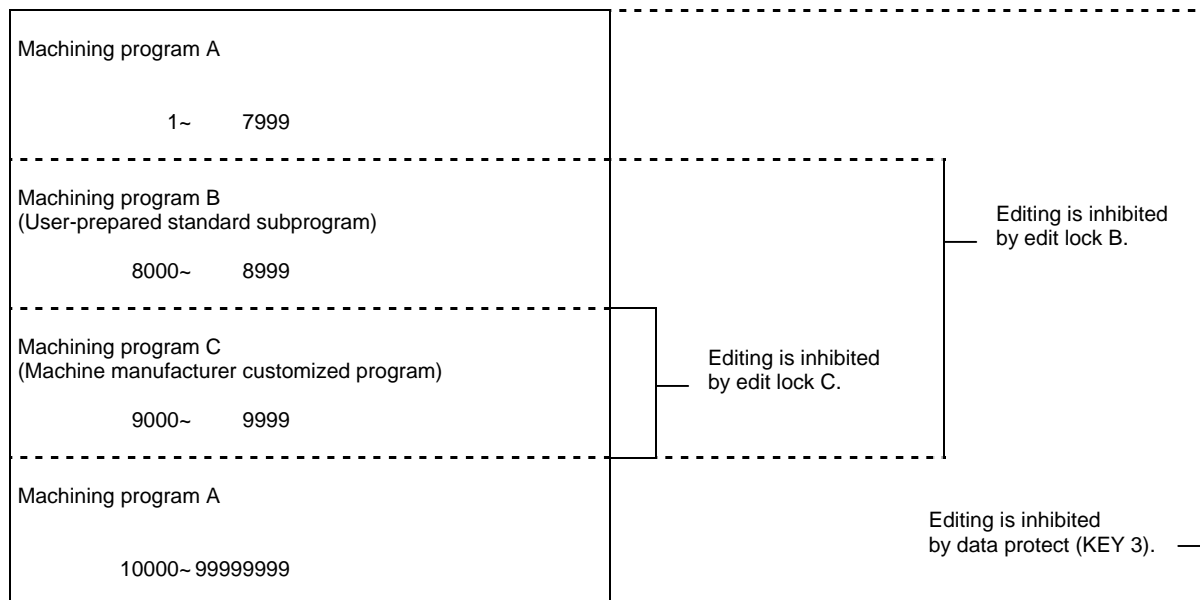 Machining program A
1~ 7999
Machining program B
(User-prepared standard subprogram)
8000~ 8999
Machining program C
(Machine manufacturer customized program)
9000~ 9999
Machining program A
10000~ 99999999
Editing is inhibited
by edit lock C.
Editing is inhibited
by edit lock B.
Editing is inhibited
by data protect (KEY 3).